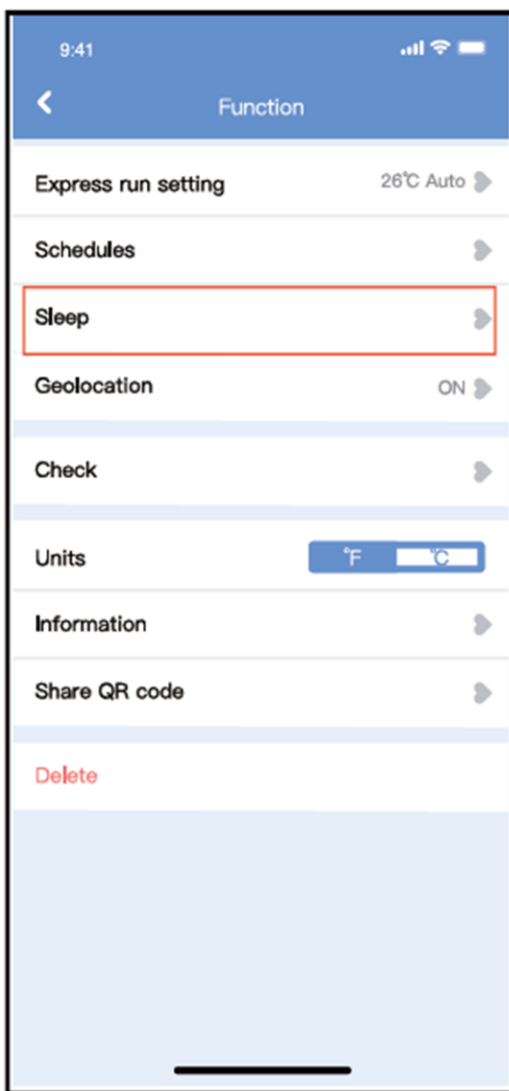 9:41
Function
Express run setting 26℃ Auto
Schedules
Sleep
Geolocation ON
Check
Units ℉ ℃
Information
Share QR code
Delete